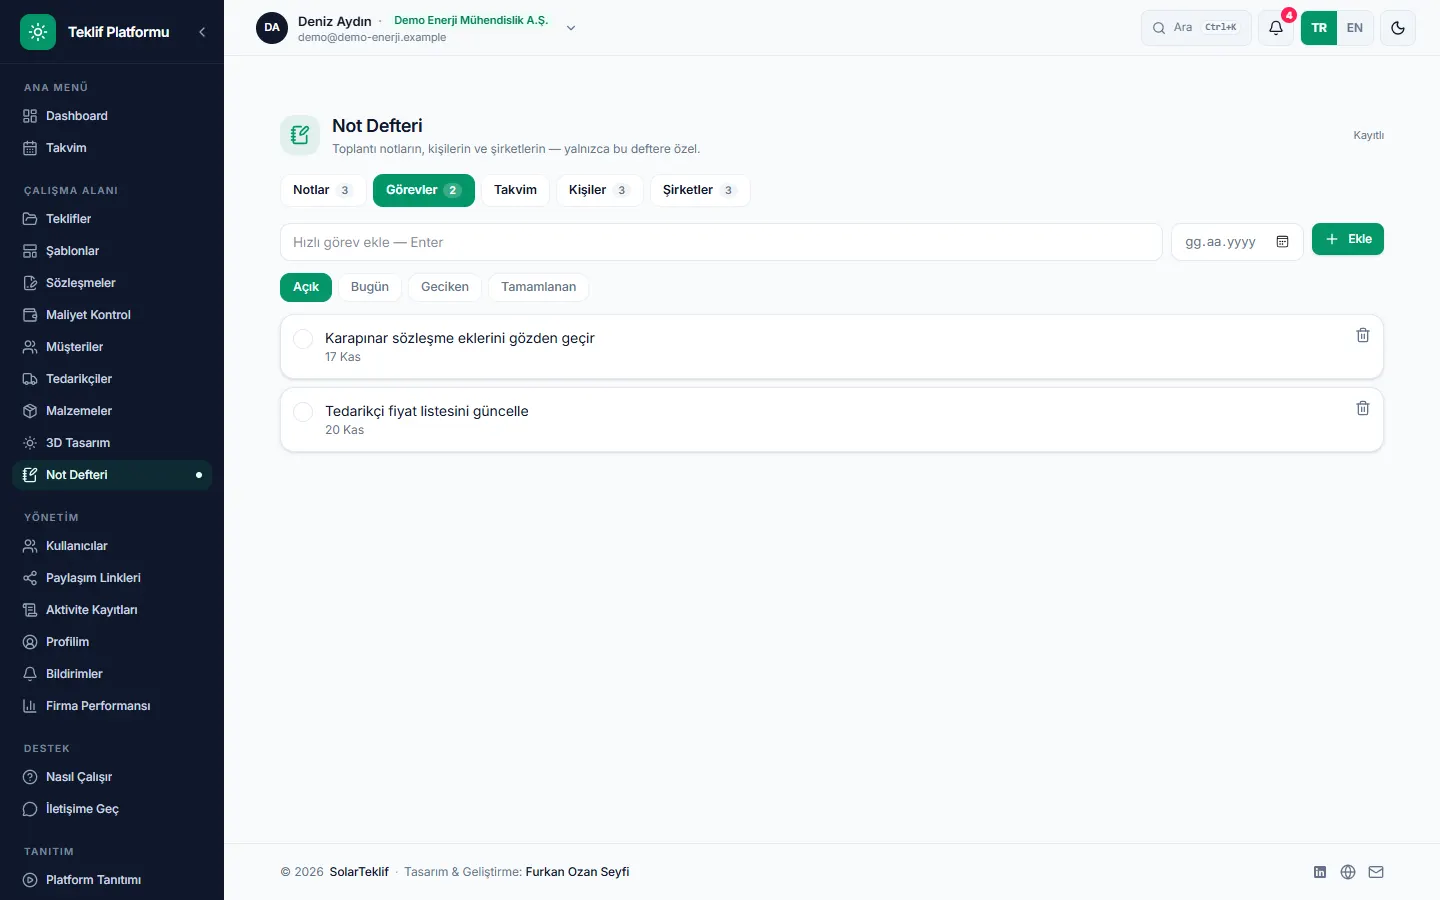 Teklif Platformu
ANA MENÜ
Dashboard
Takvim
ÇALIŞMA ALANI
Teklifler
Şablonlar
Sözleşmeler
Maliyet Kontrol
Müşteriler
Tedarikçiler
Malzemeler
3D Tasarım
Not Defteri
YÖNETİM
Kullanıcılar
Paylaşım Linkleri
Aktivite Kayıtları
Profilim
Bildirimler
Firma Performansı
DESTEK
Nasıl Çalışır
İletişime Geç
TANITIM
Platform Tanıtımı
DA
Deniz Aydın · Demo Enerji Mühendislik A.Ş.
demo@demo-enerji.example
Ara Ctrl+K
4
TR EN
Not Defteri
Toplantı notların, kişilerin ve şirketlerin — yalnızca bu deftere özel.
Kayıtlı
Notlar 3 Görevler 2 Takvim Kişiler 3 Şirketler 3
Hızlı görev ekle — Enter gg.aa.yyyy Ekle
Açık Bugün Geciken Tamamlanan
Karapınar sözleşme eklerini gözden geçir
17 Kas
Tedarikçi fiyat listesini güncelle
20 Kas
© 2026 SolarTeklif · Tasarım & Geliştirme: Furkan Ozan Seyfi